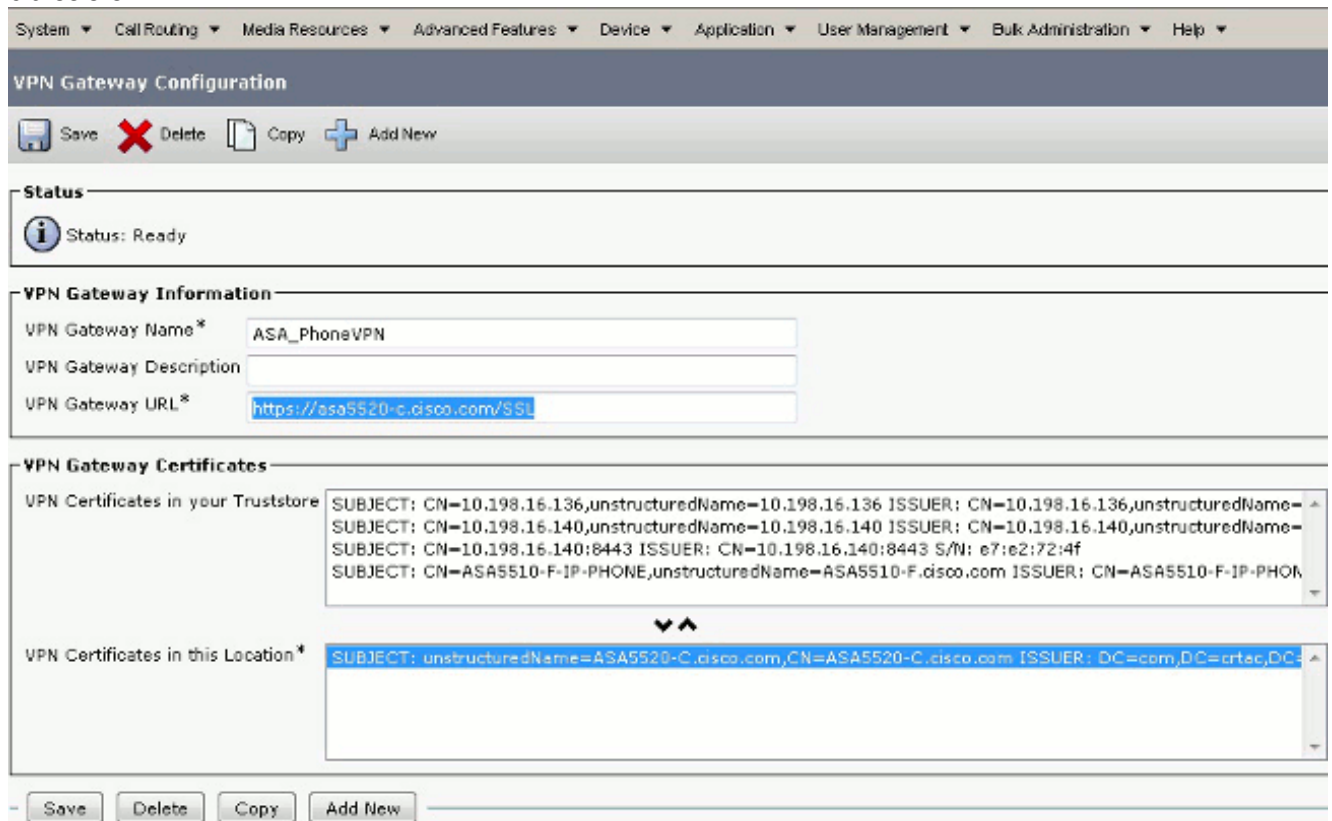 System Call Routing Media Resources Advanced Features Device Application User Management Bulk Administration Help
VPN Gateway Configuration
Save Delete Copy Add New
Status
Status: Ready
VPN Gateway Information
VPN Gateway Name* ASA_PhoneVPN
VPN Gateway Description
VPN Gateway URL* https://asa5520-c.cisco.com/SSL
VPN Gateway Certificates
VPN Certificates in your Truststore SUBJECT: CN=10.198.16.136,unstructuredName=10.198.16.136 ISSUER: CN=10.198.16.136,unstructuredName=
SUBJECT: CN=10.198.16.140,unstructuredName=10.198.16.140 ISSUER: CN=10.198.16.140,unstructuredName=
SUBJECT: CN=10.198.16.140:8443 ISSUER: CN=10.198.16.140:8443 S/N: e7:e2:72:4f
SUBJECT: CN=ASA5510-F-IP-PHONE,unstructuredName=ASA5510-F.cisco.com ISSUER: CN=ASA5510-F-IP-PHON
VPN Certificates in this Location* SUBJECT: unstructuredName=ASA5520-C.cisco.com,CN=ASA5520-C.cisco.com ISSUER: DC=com,DC=crtac,DC=
Save Delete Copy Add New